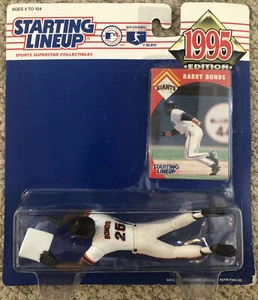 AGES 4 TO 104
STARTING
LINEUP
SPORTS SUPERSTAR COLLECTIBLES
1995
EDITION
BARRY BONDS
GIANTS
STARTING
LINEUP
BONDS
25